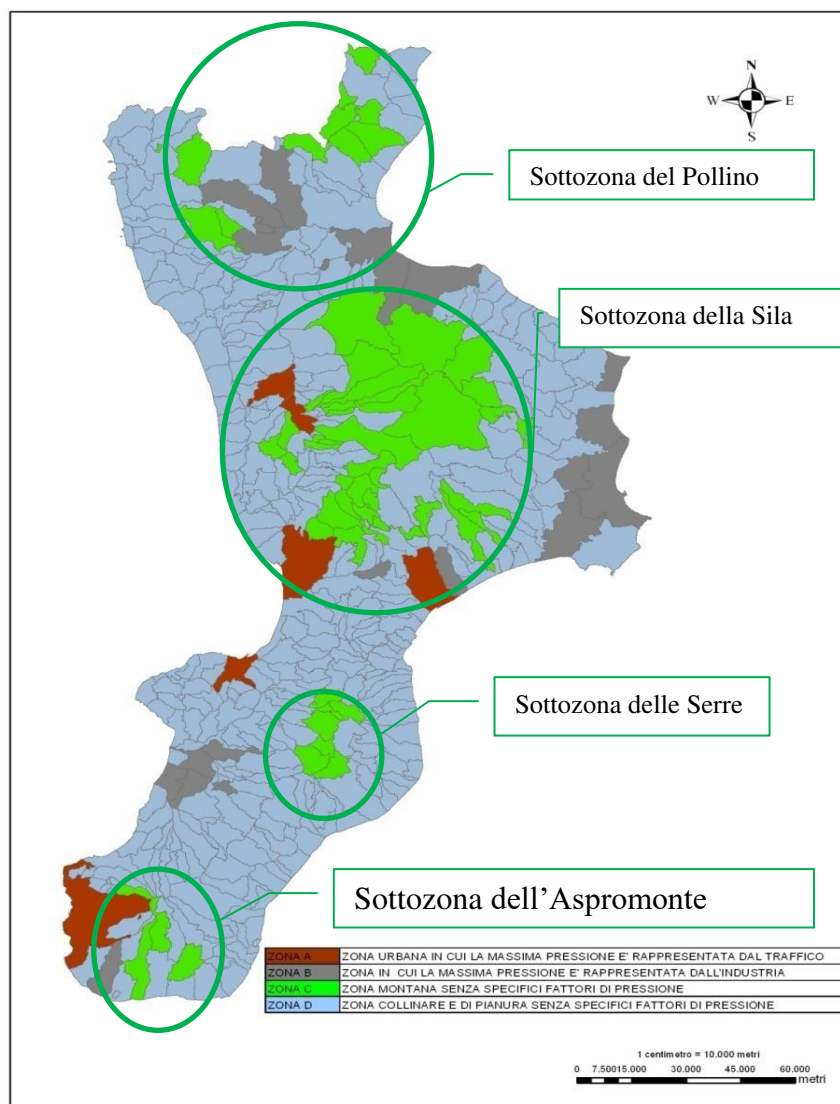 N
W E
S
Sottozona del Pollino
Sottozona della Sila
Sottozona delle Serre
Sottozona dell'Aspromonte
ZONA A ZONA URBANA IN CUI LA MASSIMA PRESSIONE E' RAPPRESENTATA DAL TRAFFICO
ZONA B ZONA IN CUI LA MASSIMA PRESSIONE E' RAPPRESENTATA DALL'INDUSTRIA
ZONA C ZONA MONTANA SENZA SPECIFICI FATTORI DI PRESSIONE
ZONA D ZONA COLLINARE E DI PIANURA SENZA SPECIFICI FATTORI DI PRESSIONE
1 centimetro = 10.000 metri
0 7.500 15.000 30.000 45.000 60.000
metri